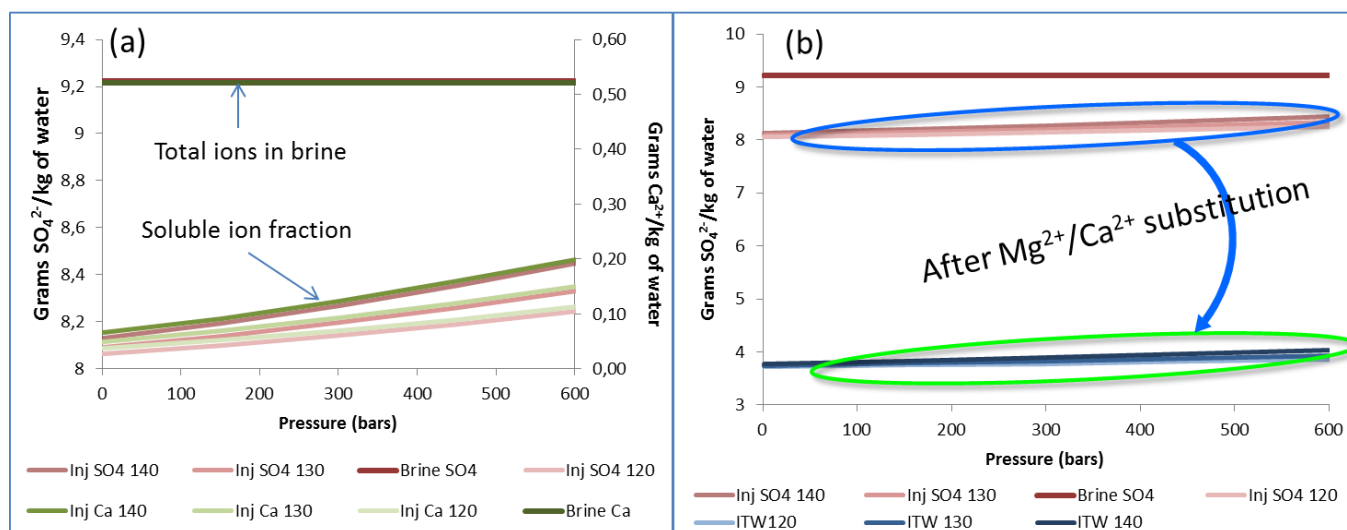 (a)
9,4
9,2
9
8,8
8,6
8,4
8,2
8
Grams SO₄²⁻/kg of water
0,60
0,50
0,40
0,30
0,20
0,10
0,00
Grams Ca²⁺/kg of water
Total ions in brine
Soluble ion fraction
0 100 200 300 400 500 600
Pressure (bars)
Inj SO4 140 Inj SO4 130 Brine SO4 Inj SO4 120
Inj Ca 140 Inj Ca 130 Inj Ca 120 Brine Ca
(b)
10
9
8
7
6
5
4
3
Grams SO₄²⁻/kg of water
After Mg²⁺/Ca²⁺ substitution
0 100 200 300 400 500 600
Pressure (bars)
Inj SO4 140 Inj SO4 130 Brine SO4 Inj SO4 120
ITW120 ITW 130 ITW 140